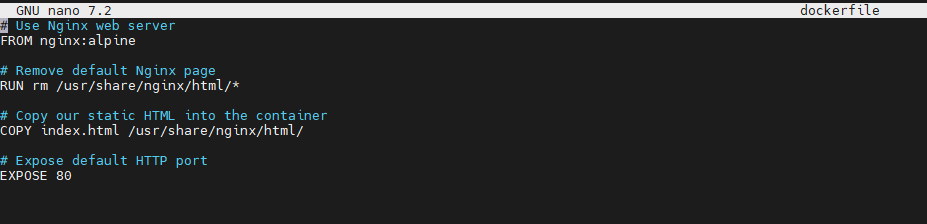 GNU nano 7.2 dockerfile
# Use Nginx web server
FROM nginx:alpine
# Remove default Nginx page
RUN rm /usr/share/nginx/html/*
# Copy our static HTML into the container
COPY index.html /usr/share/nginx/html/
# Expose default HTTP port
EXPOSE 80